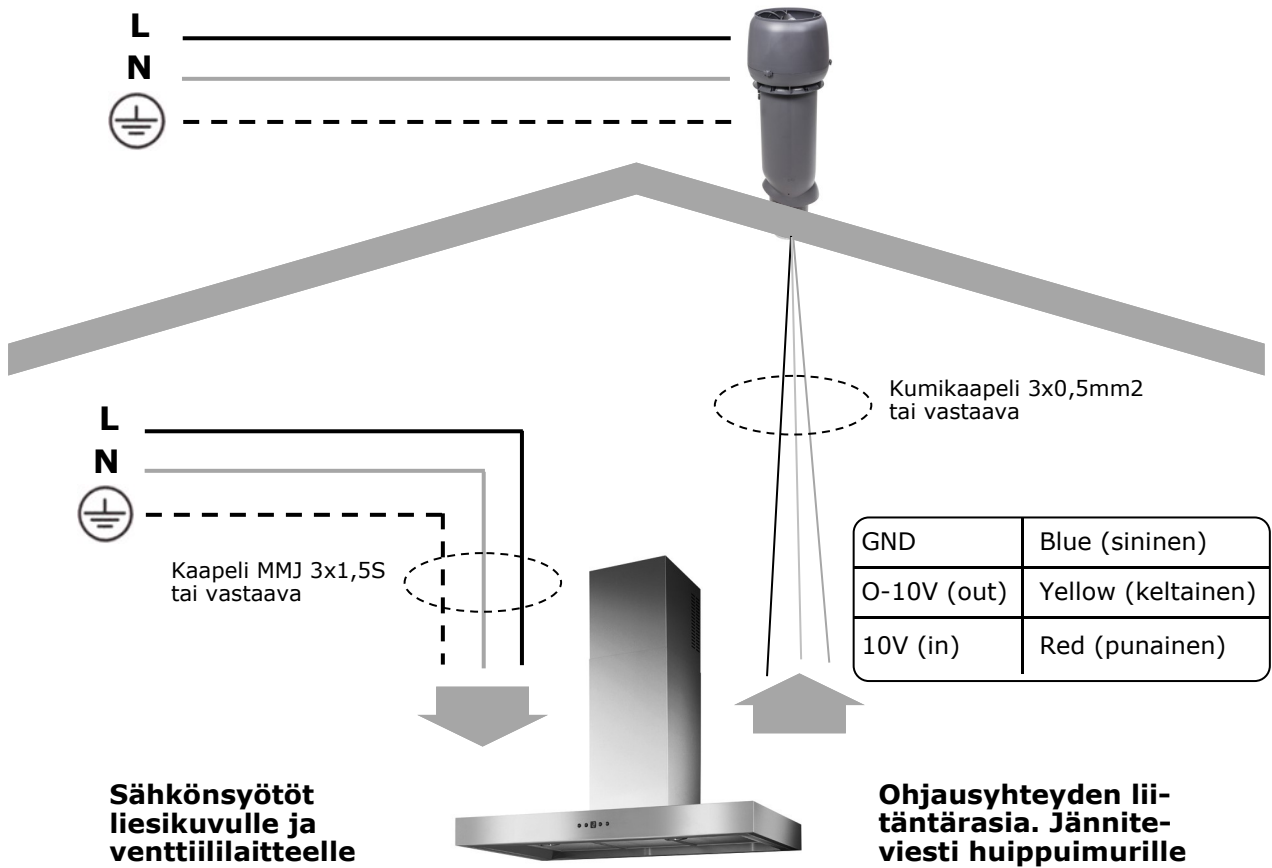 L
N
Kumikaapeli 3x0,5mm2
tai vastaava
L
N
Kaapeli MMJ 3x1,5S
tai vastaava
GND Blue (sininen)
O-10V (out) Yellow (keltainen)
10V (in) Red (punainen)
Sähkönsyötöt
liesikuvulle ja
venttiililaitteelle
Ohjausyhteyden lii-
täntärasia. Jännite-
viesti huippuimurille